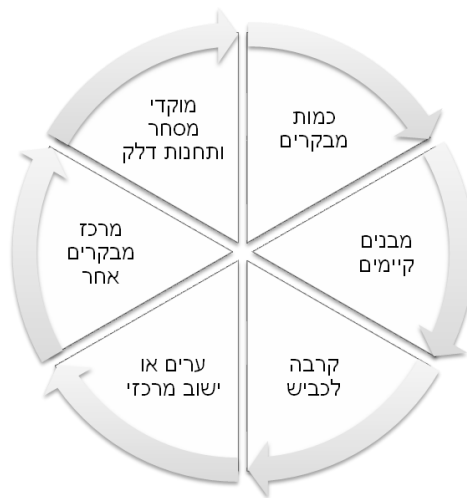 כמות
מבקרים
מבנים
קיימים
קרבה
לכביש
ערים או
ישוב מרכזי
מרכז
מבקרים
אחר
מוקדי
מסחר
ותחנות דלק